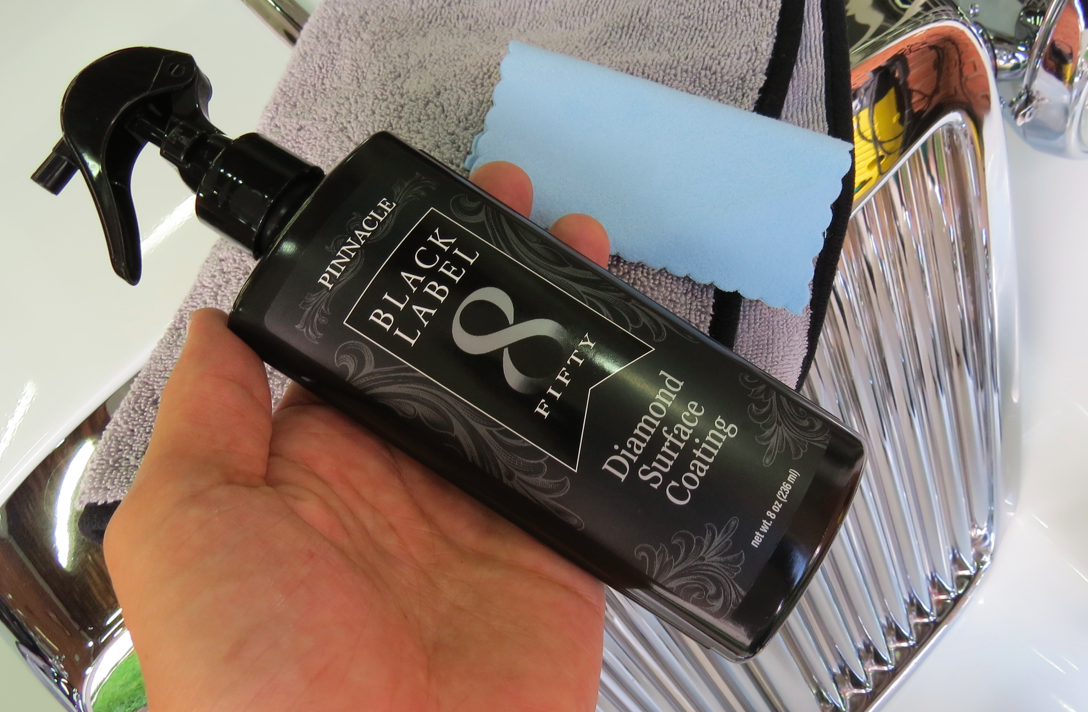 PINNACLE
BLACK
LABEL
8
FIFTY
Diamond
Surface
Coating
net wt. 8 oz (236 ml)